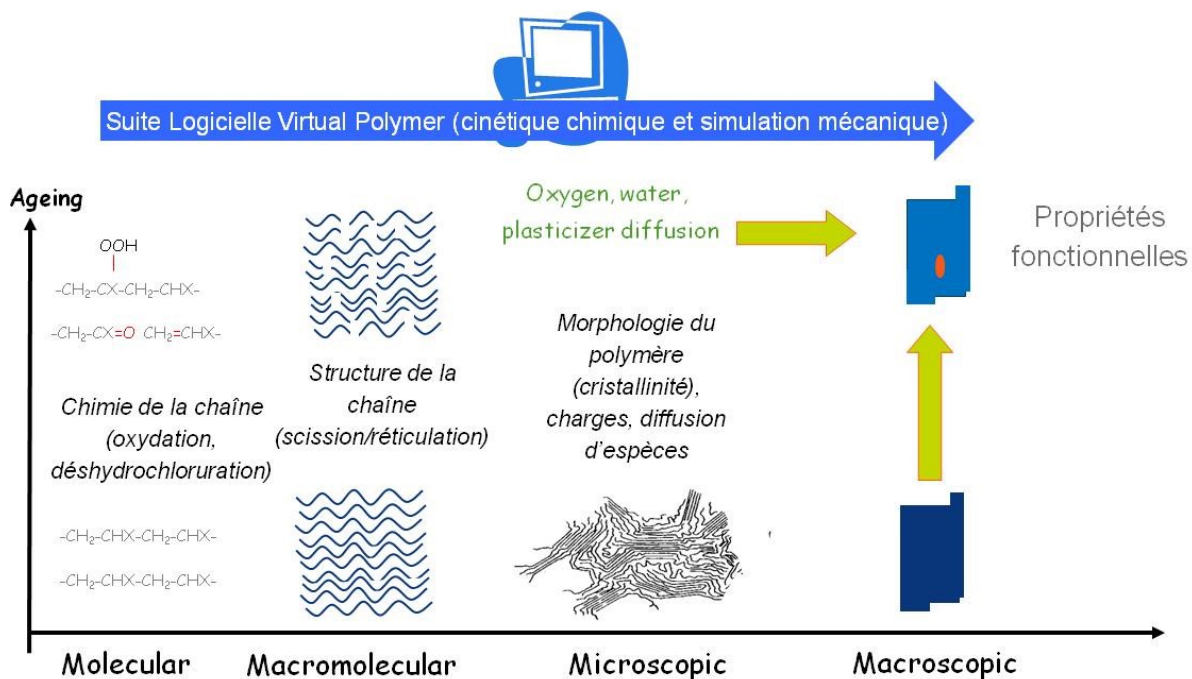 Suite Logicielle Virtual Polymer (cinétique chimique et simulation mécanique)
Ageing
OOH
-CH₂-CX-CH₂-CHX-
-CH₂-CX=O CH₂=CHX-
Chimie de la chaîne
(oxydation,
déshydrochloruration)
-CH₂-CHX-CH₂-CHX-
-CH₂-CHX-CH₂-CHX-
Structure de la
chaîne
(scission/réticulation)
Oxygen, water,
plasticizer diffusion
Morphologie du
polymère
(cristallinité),
charges, diffusion
d'espèces
Propriétés
fonctionnelles
Molecular
Macromolecular
Microscopic
Macroscopic